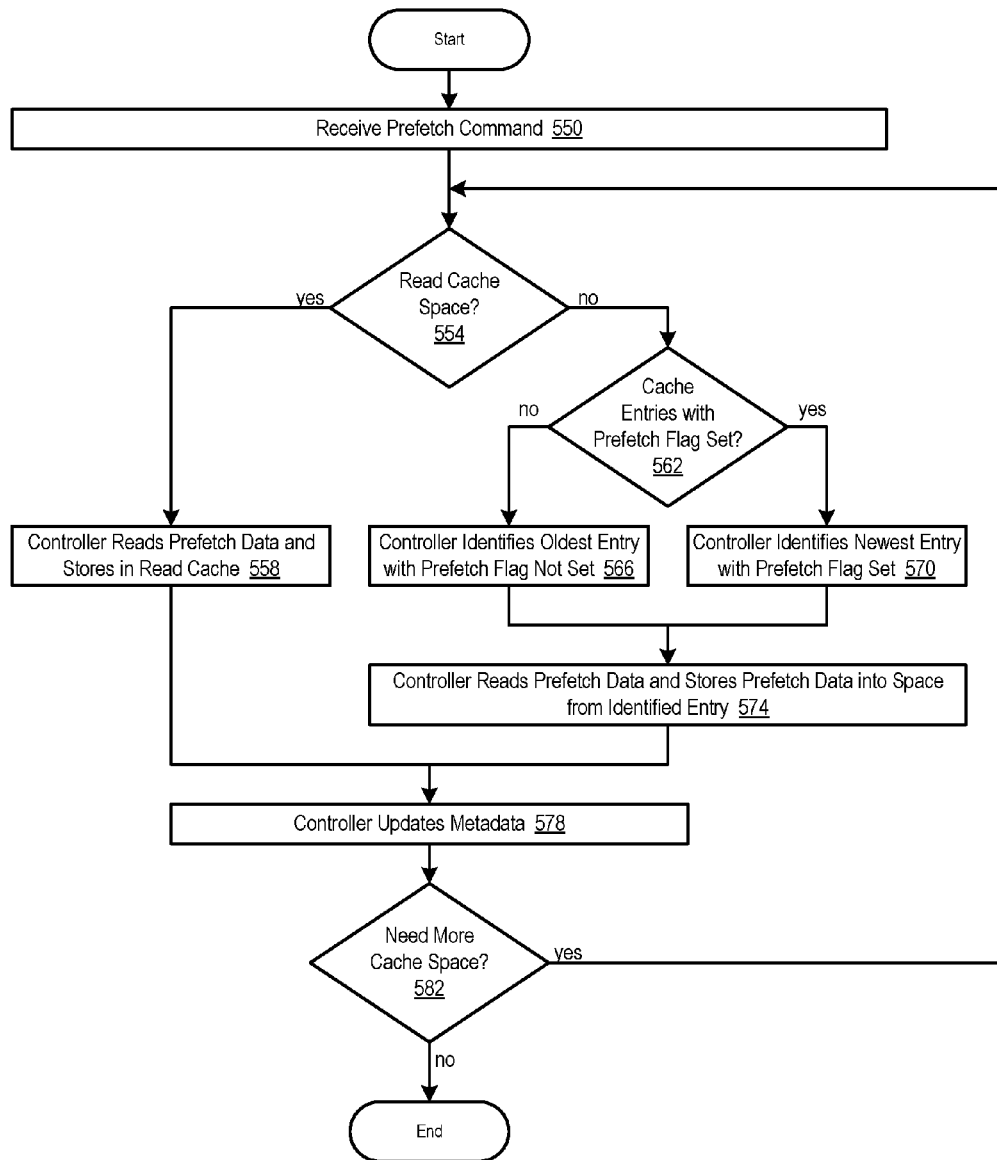 Start
Receive Prefetch Command 550
Read Cache
Space?
554
yes
no
Cache
Entries with
Prefetch Flag Set?
562
no
yes
Controller Reads Prefetch Data and
Stores in Read Cache 558
Controller Identifies Oldest Entry
with Prefetch Flag Not Set 566
Controller Identifies Newest Entry
with Prefetch Flag Set 570
Controller Reads Prefetch Data and Stores Prefetch Data into Space
from Identified Entry 574
Controller Updates Metadata 578
Need More
Cache Space?
582
yes
no
End